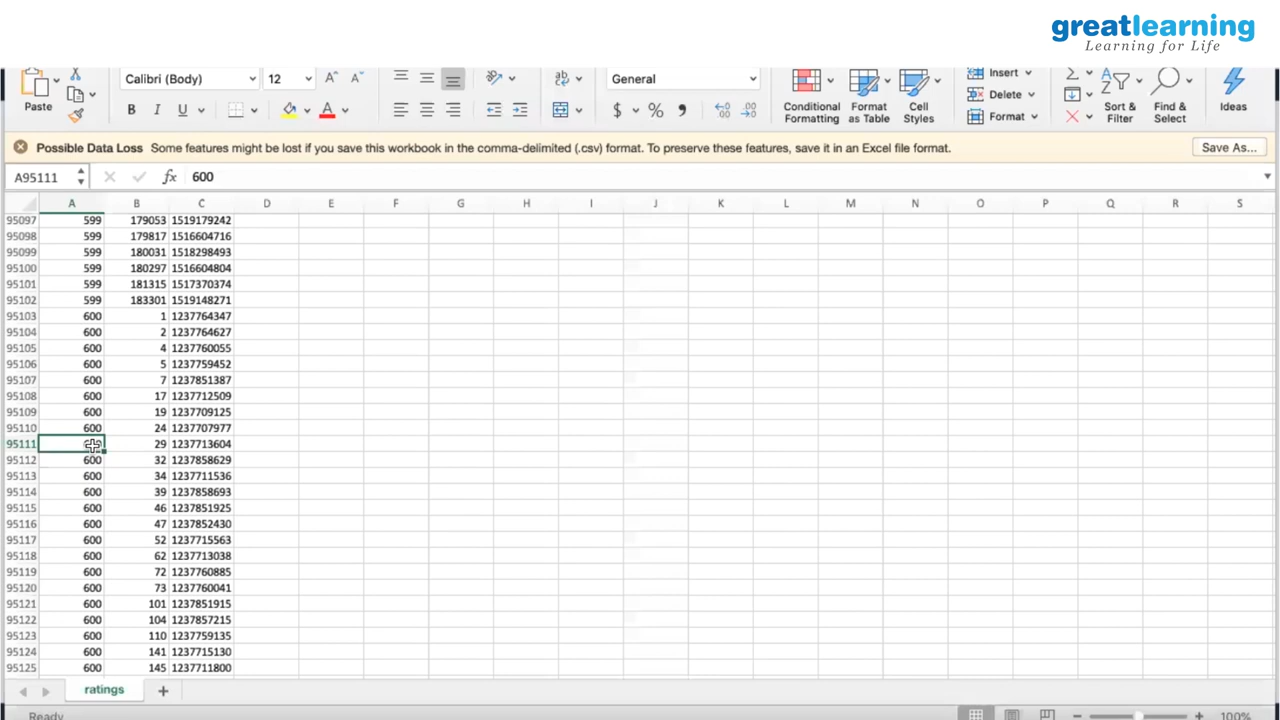 greatlearning
Learning for Life
Calibri (Body) 12 General Insert Σ
Paste Delete
B I U $ % Conditional Formatting Format as Table Cell Styles Format Sort & Filter Find & Select Ideas
Possible Data Loss Some features might be lost if you save this workbook in the comma-delimited (.csv) format. To preserve these features, save it in an Excel file format. Save As...
A95111 fx 600
A B C D E F G H I J K L M N O P Q R S
95097 599 179053 1519179242
95098 599 179817 1516604716
95099 599 180031 1518298493
95100 599 180297 1516604804
95101 599 181315 1517370374
95102 599 183301 1519148271
95103 600 1 1237764347
95104 600 2 1237764627
95105 600 4 1237760055
95106 600 5 1237759452
95107 600 7 1237851387
95108 600 17 1237712509
95109 600 19 1237709125
95110 600 24 1237707977
95111 29 1237713604
95112 600 32 1237858629
95113 600 34 1237711536
95114 600 39 1237858693
95115 600 46 1237851925
95116 600 47 1237852430
95117 600 52 1237715563
95118 600 62 1237713038
95119 600 72 1237760885
95120 600 73 1237760041
95121 600 101 1237851915
95122 600 104 1237857215
95123 600 110 1237759135
95124 600 141 1237715130
95125 600 145 1237711800
ratings +
Ready 100%